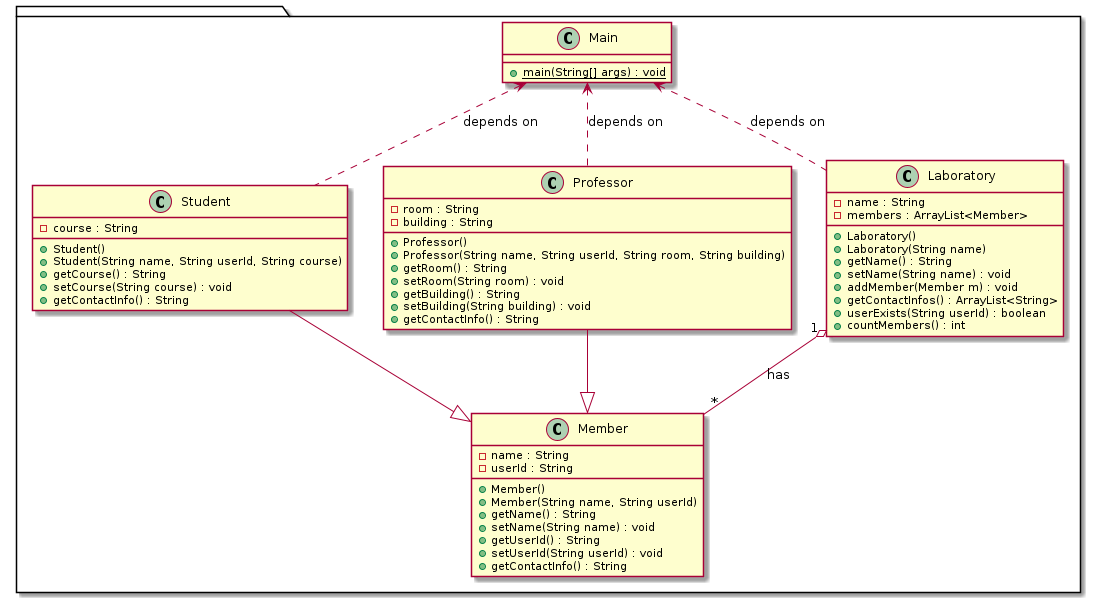 C Main
main(String[] args) : void
depends on
depends on
depends on
C Student
course : String
Student()
Student(String name, String userId, String course)
getCourse() : String
setCourse(String course) : void
getContactInfo() : String
C Professor
room : String
building : String
Professor()
Professor(String name, String userId, String room, String building)
getRoom() : String
setRoom(String room) : void
getBuilding() : String
setBuilding(String building) : void
getContactInfo() : String
C Laboratory
name : String
members : ArrayList<Member>
Laboratory()
Laboratory(String name)
getName() : String
setName(String name) : void
addMember(Member m) : void
getContactInfos() : ArrayList<String>
userExists(String userId) : boolean
countMembers() : int
1
has
*
C Member
name : String
userId : String
Member()
Member(String name, String userId)
getName() : String
setName(String name) : void
getUserId() : String
setUserId(String userId) : void
getContactInfo() : String